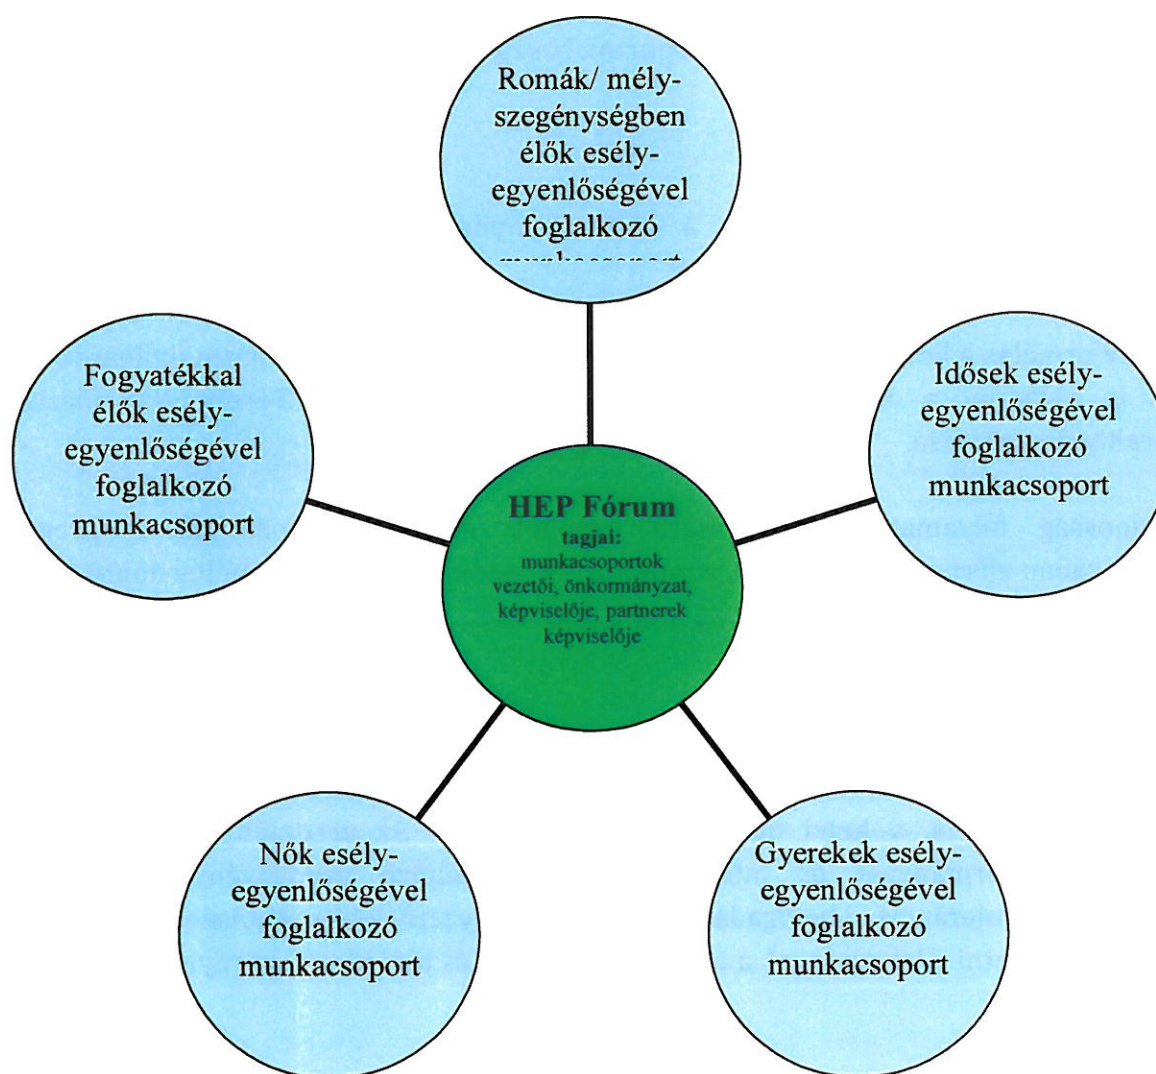 Romák/ mély-
szegénységben
élők esély-
egyenlőségével
foglalkozó
munkacsoport
Fogyatékkal
élők esély-
egyenlőségével
foglalkozó
munkacsoport
Idősek esély-
egyenlőségével
foglalkozó
munkacsoport
HEP Fórum
tagjai:
munkacsoportok
vezetői, önkormányzat,
képviselője, partnerek
képviselője
Nők esély-
egyenlőségével
foglalkozó
munkacsoport
Gyerekek esély-
egyenlőségével
foglalkozó
munkacsoport